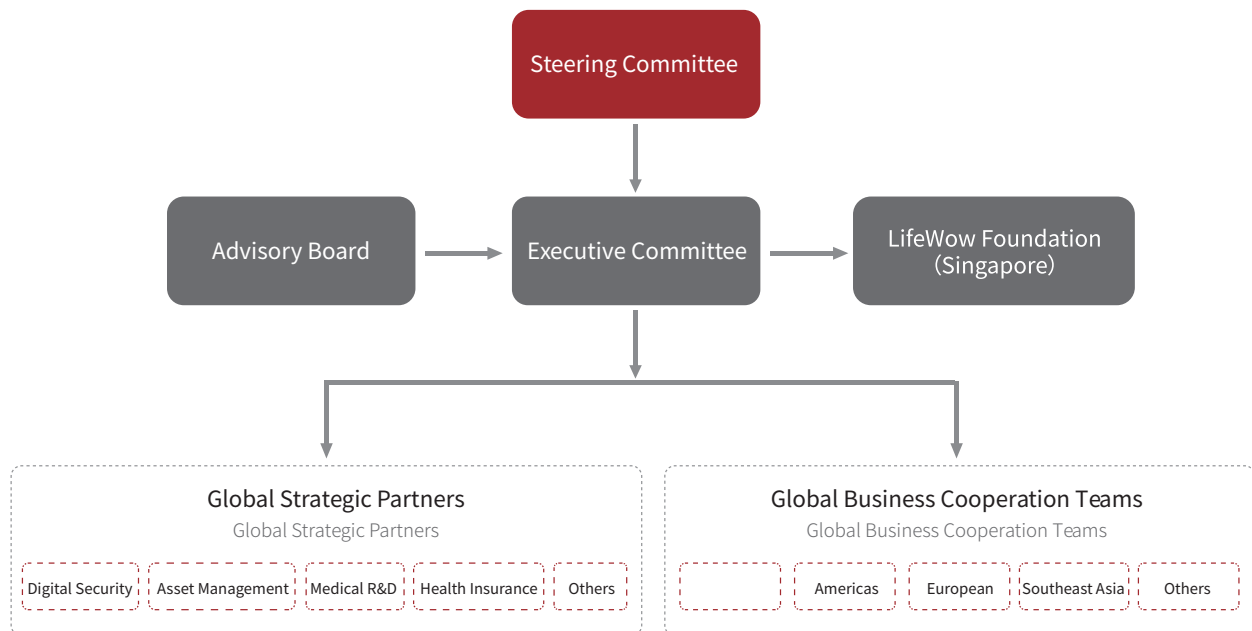 Steering Committee
Advisory Board
Executive Committee
LifeWow Foundation
（Singapore）
Global Strategic Partners
Global Strategic Partners
Digital Security
Asset Management
Medical R&D
Health Insurance
Others
Global Business Cooperation Teams
Global Business Cooperation Teams
Americas
European
Southeast Asia
Others